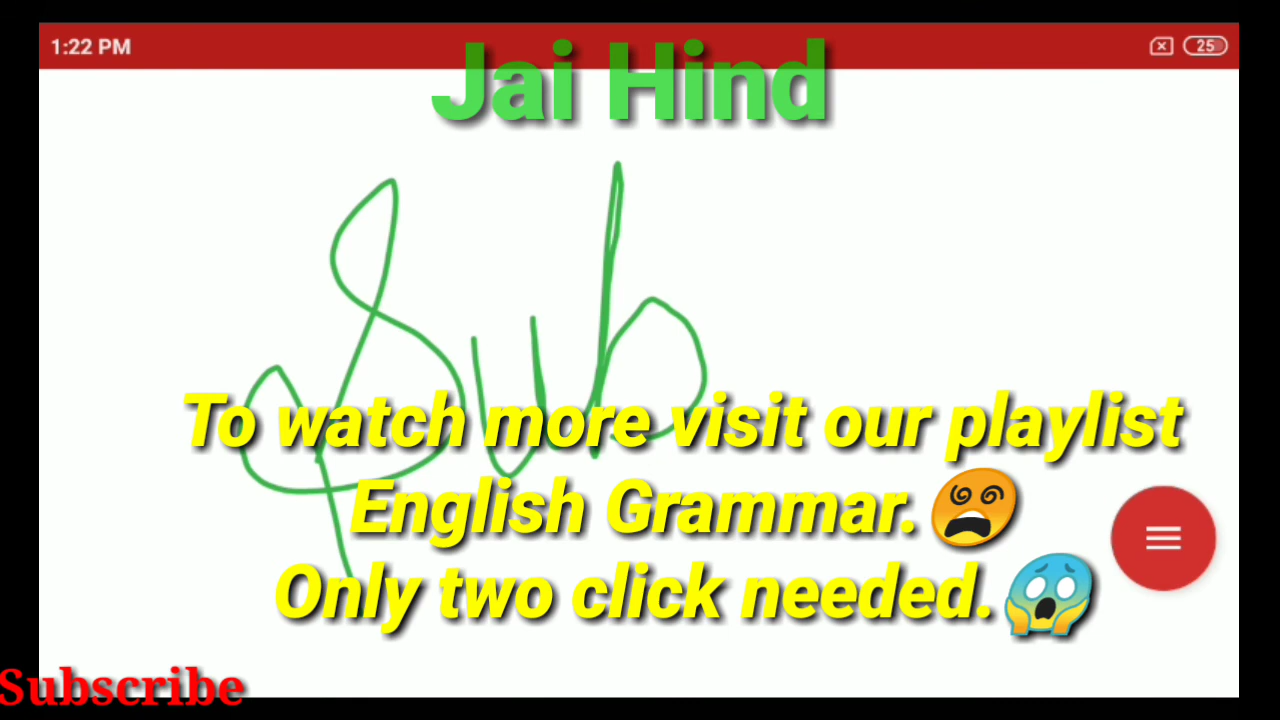 1:22 PM
25
Jai Hind
Sub
To watch more visit our playlist
English Grammar.😵
Only two click needed.😱
Subscribe